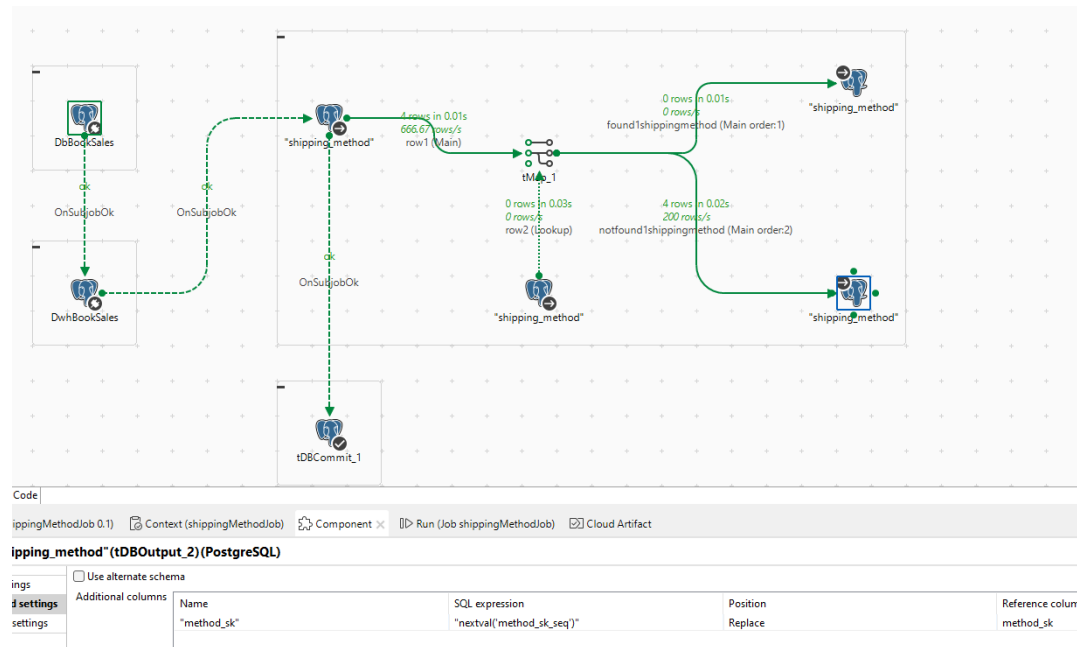 DbBookSales
ok
OnSubjobOk
DwhBookSales
ok
OnSubjobOk
"shipping_method"
4 rows in 0.01s
666.67 rows/s
row1 (Main)
tMap_1
0 rows in 0.03s
0 rows/s
row2 (Lookup)
"shipping_method"
0 rows in 0.01s
0 rows/s
found1shippingmethod (Main order:1)
"shipping_method"
4 rows in 0.02s
200 rows/s
notfound1shippingmethod (Main order:2)
"shipping_method"
ok
OnSubjobOk
tDBCommit_1
Code
ippingMethodJob 0.1)
Context (shippingMethodJob)
Component
Run (Job shippingMethodJob)
Cloud Artifact
ipping_method"(tDBOutput_2)(PostgreSQL)
ings
d settings
settings
Use alternate schema
Additional columns
Name SQL expression Position Reference colum
"method_sk" "nextval('method_sk_seq')" Replace method_sk